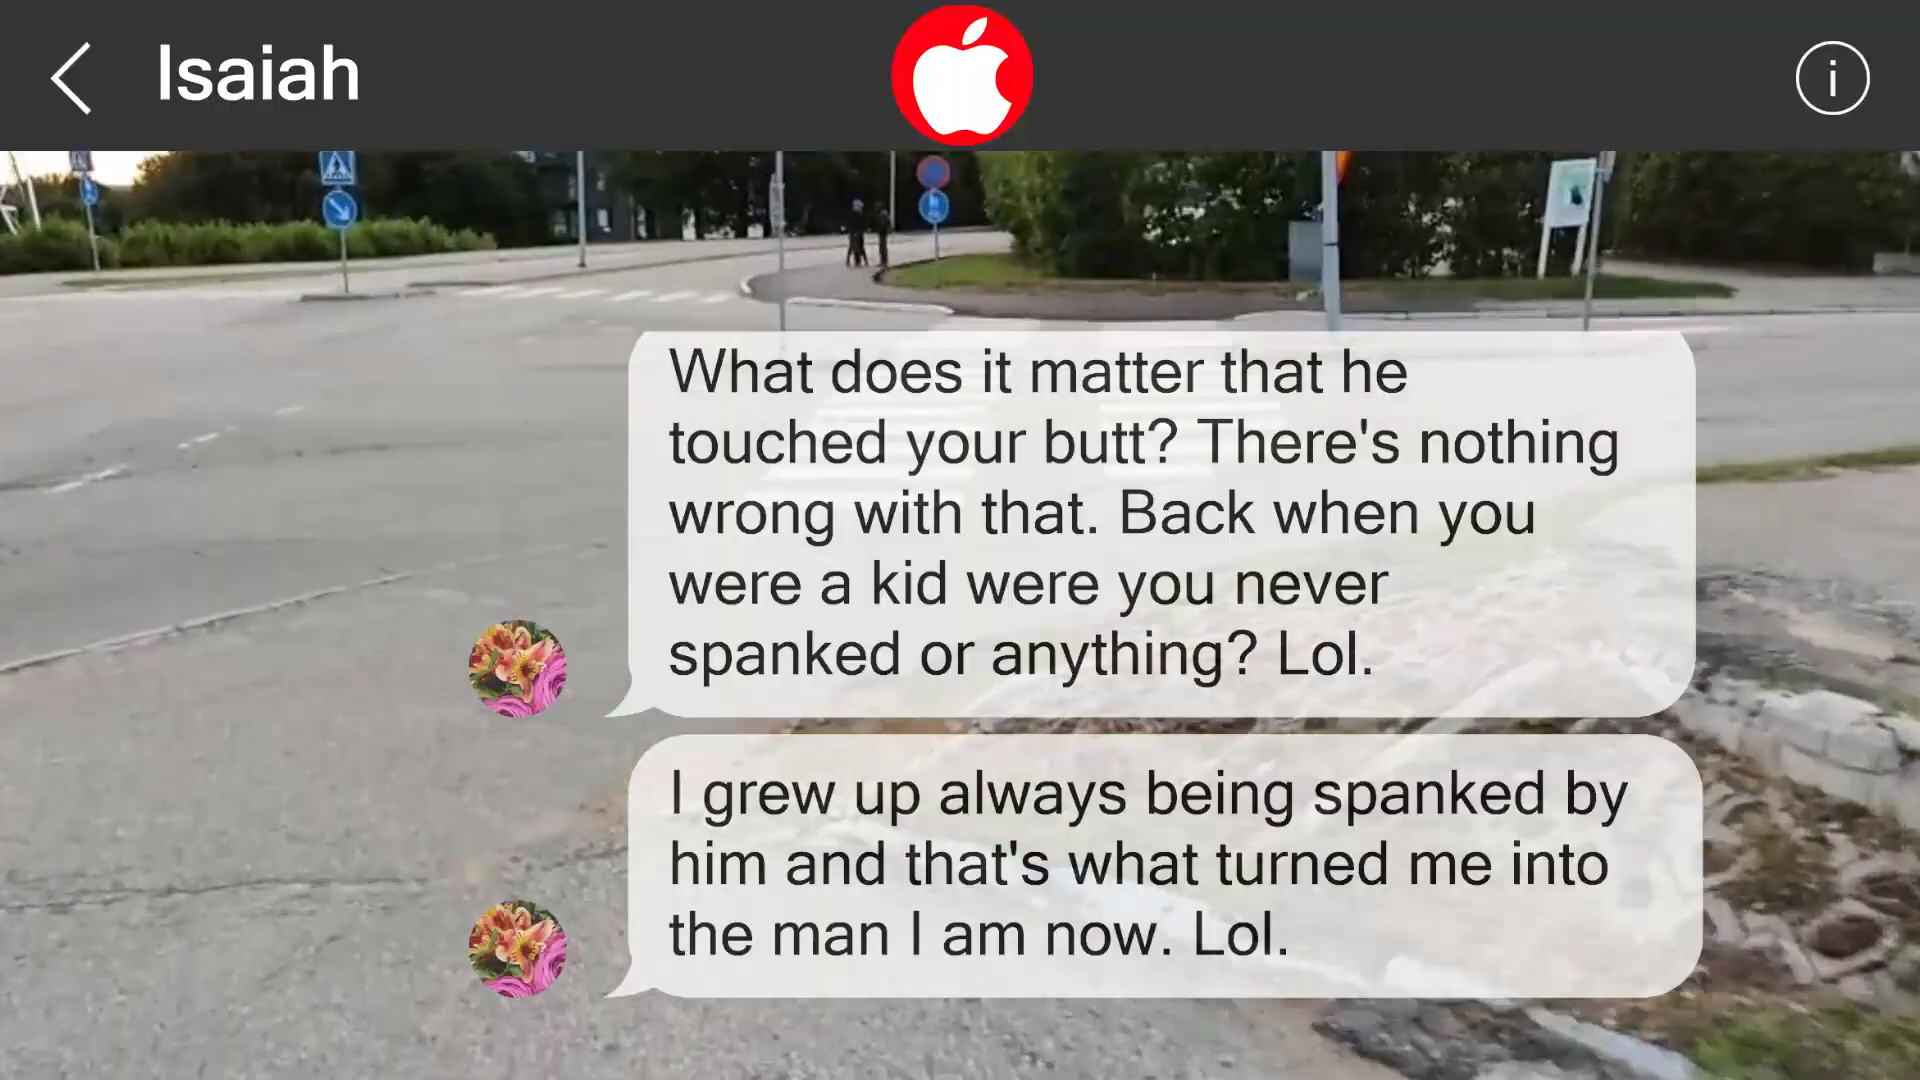 Isaiah
What does it matter that he
touched your butt? There's nothing
wrong with that. Back when you
were a kid were you never
spanked or anything? Lol.
I grew up always being spanked by
him and that's what turned me into
the man I am now. Lol.